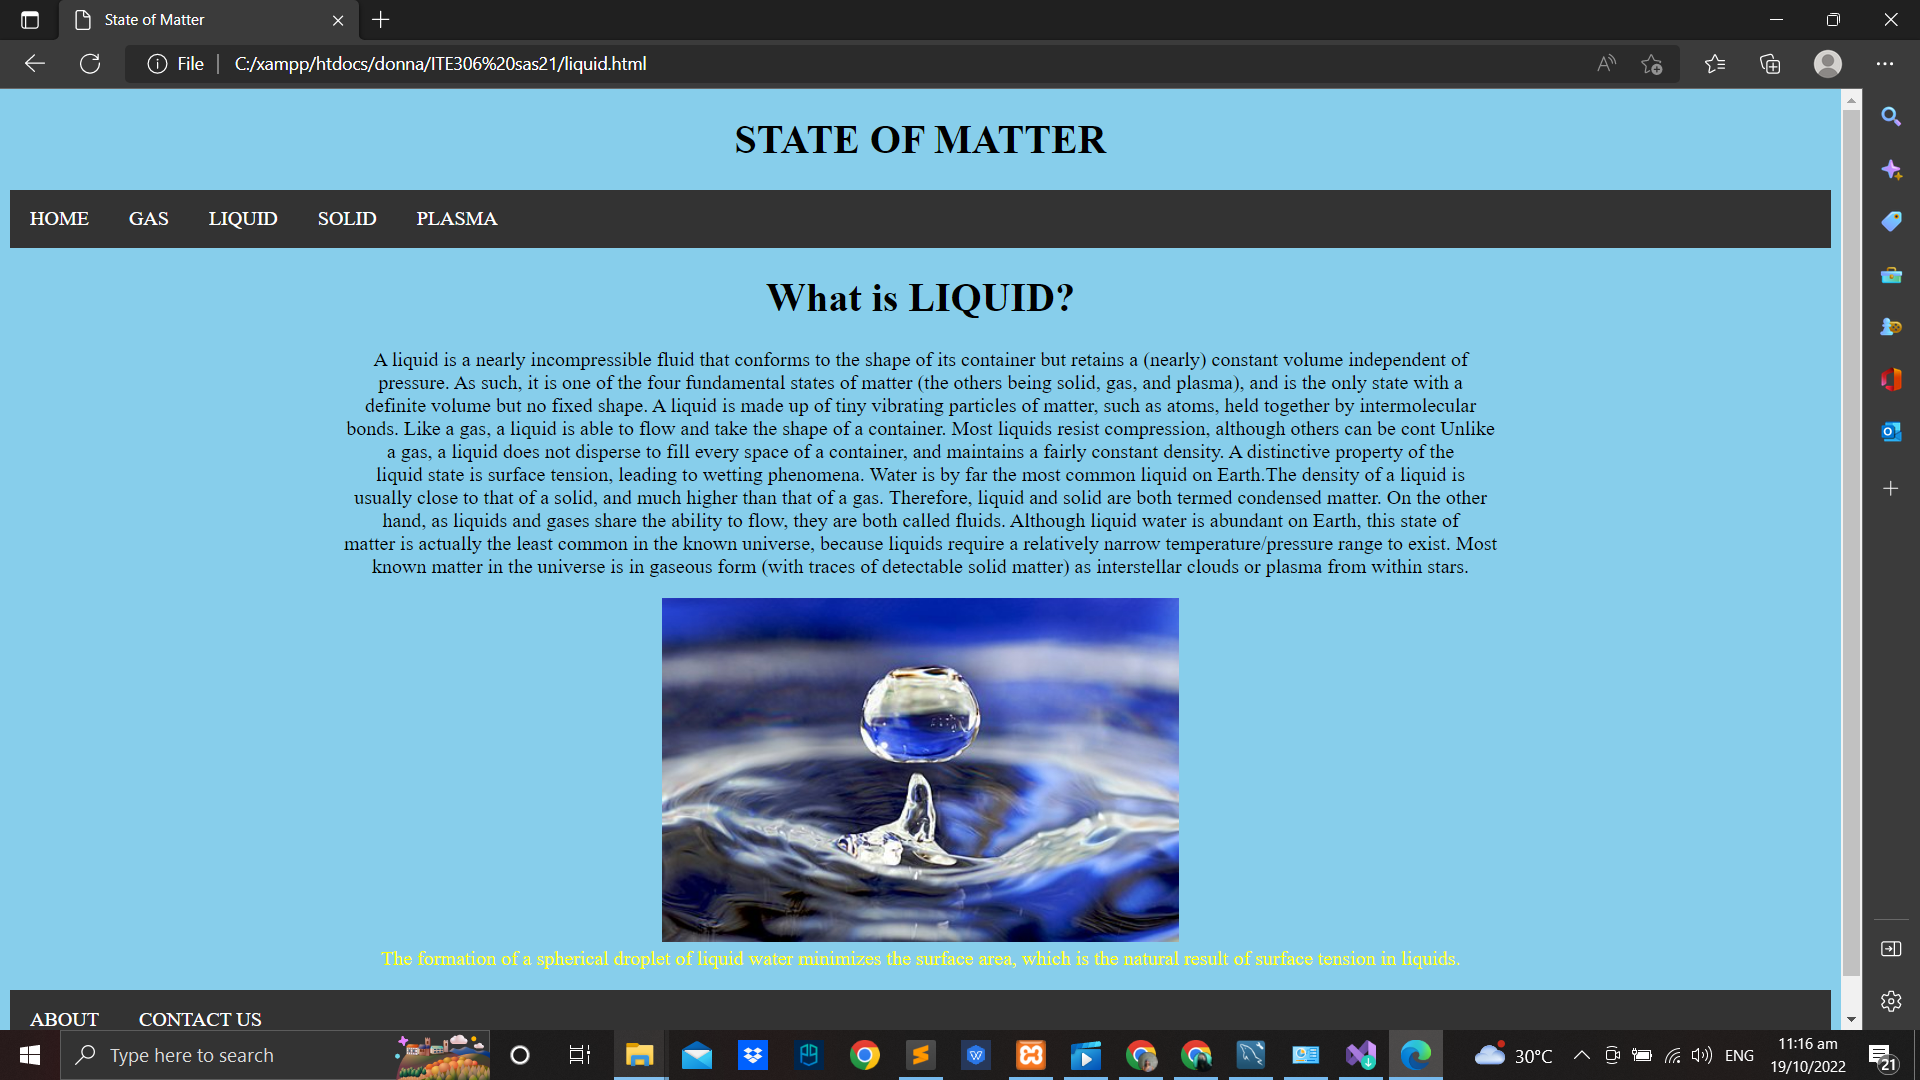 State of Matter
File
C:/xampp/htdocs/donna/ITE306%20sas21/liquid.html
STATE OF MATTER
HOME GAS LIQUID SOLID PLASMA
What is LIQUID?
A liquid is a nearly incompressible fluid that conforms to the shape of its container but retains a (nearly) constant volume independent of
pressure. As such, it is one of the four fundamental states of matter (the others being solid, gas, and plasma), and is the only state with a
definite volume but no fixed shape. A liquid is made up of tiny vibrating particles of matter, such as atoms, held together by intermolecular
bonds. Like a gas, a liquid is able to flow and take the shape of a container. Most liquids resist compression, although others can be cont Unlike
a gas, a liquid does not disperse to fill every space of a container, and maintains a fairly constant density. A distinctive property of the
liquid state is surface tension, leading to wetting phenomena. Water is by far the most common liquid on Earth.The density of a liquid is
usually close to that of a solid, and much higher than that of a gas. Therefore, liquid and solid are both termed condensed matter. On the other
hand, as liquids and gases share the ability to flow, they are both called fluids. Although liquid water is abundant on Earth, this state of
matter is actually the least common in the known universe, because liquids require a relatively narrow temperature/pressure range to exist. Most
known matter in the universe is in gaseous form (with traces of detectable solid matter) as interstellar clouds or plasma from within stars.
The formation of a spherical droplet of liquid water minimizes the surface area, which is the natural result of surface tension in liquids.
ABOUT CONTACT US
Type here to search
30°C
ENG
11:16 am
19/10/2022
21